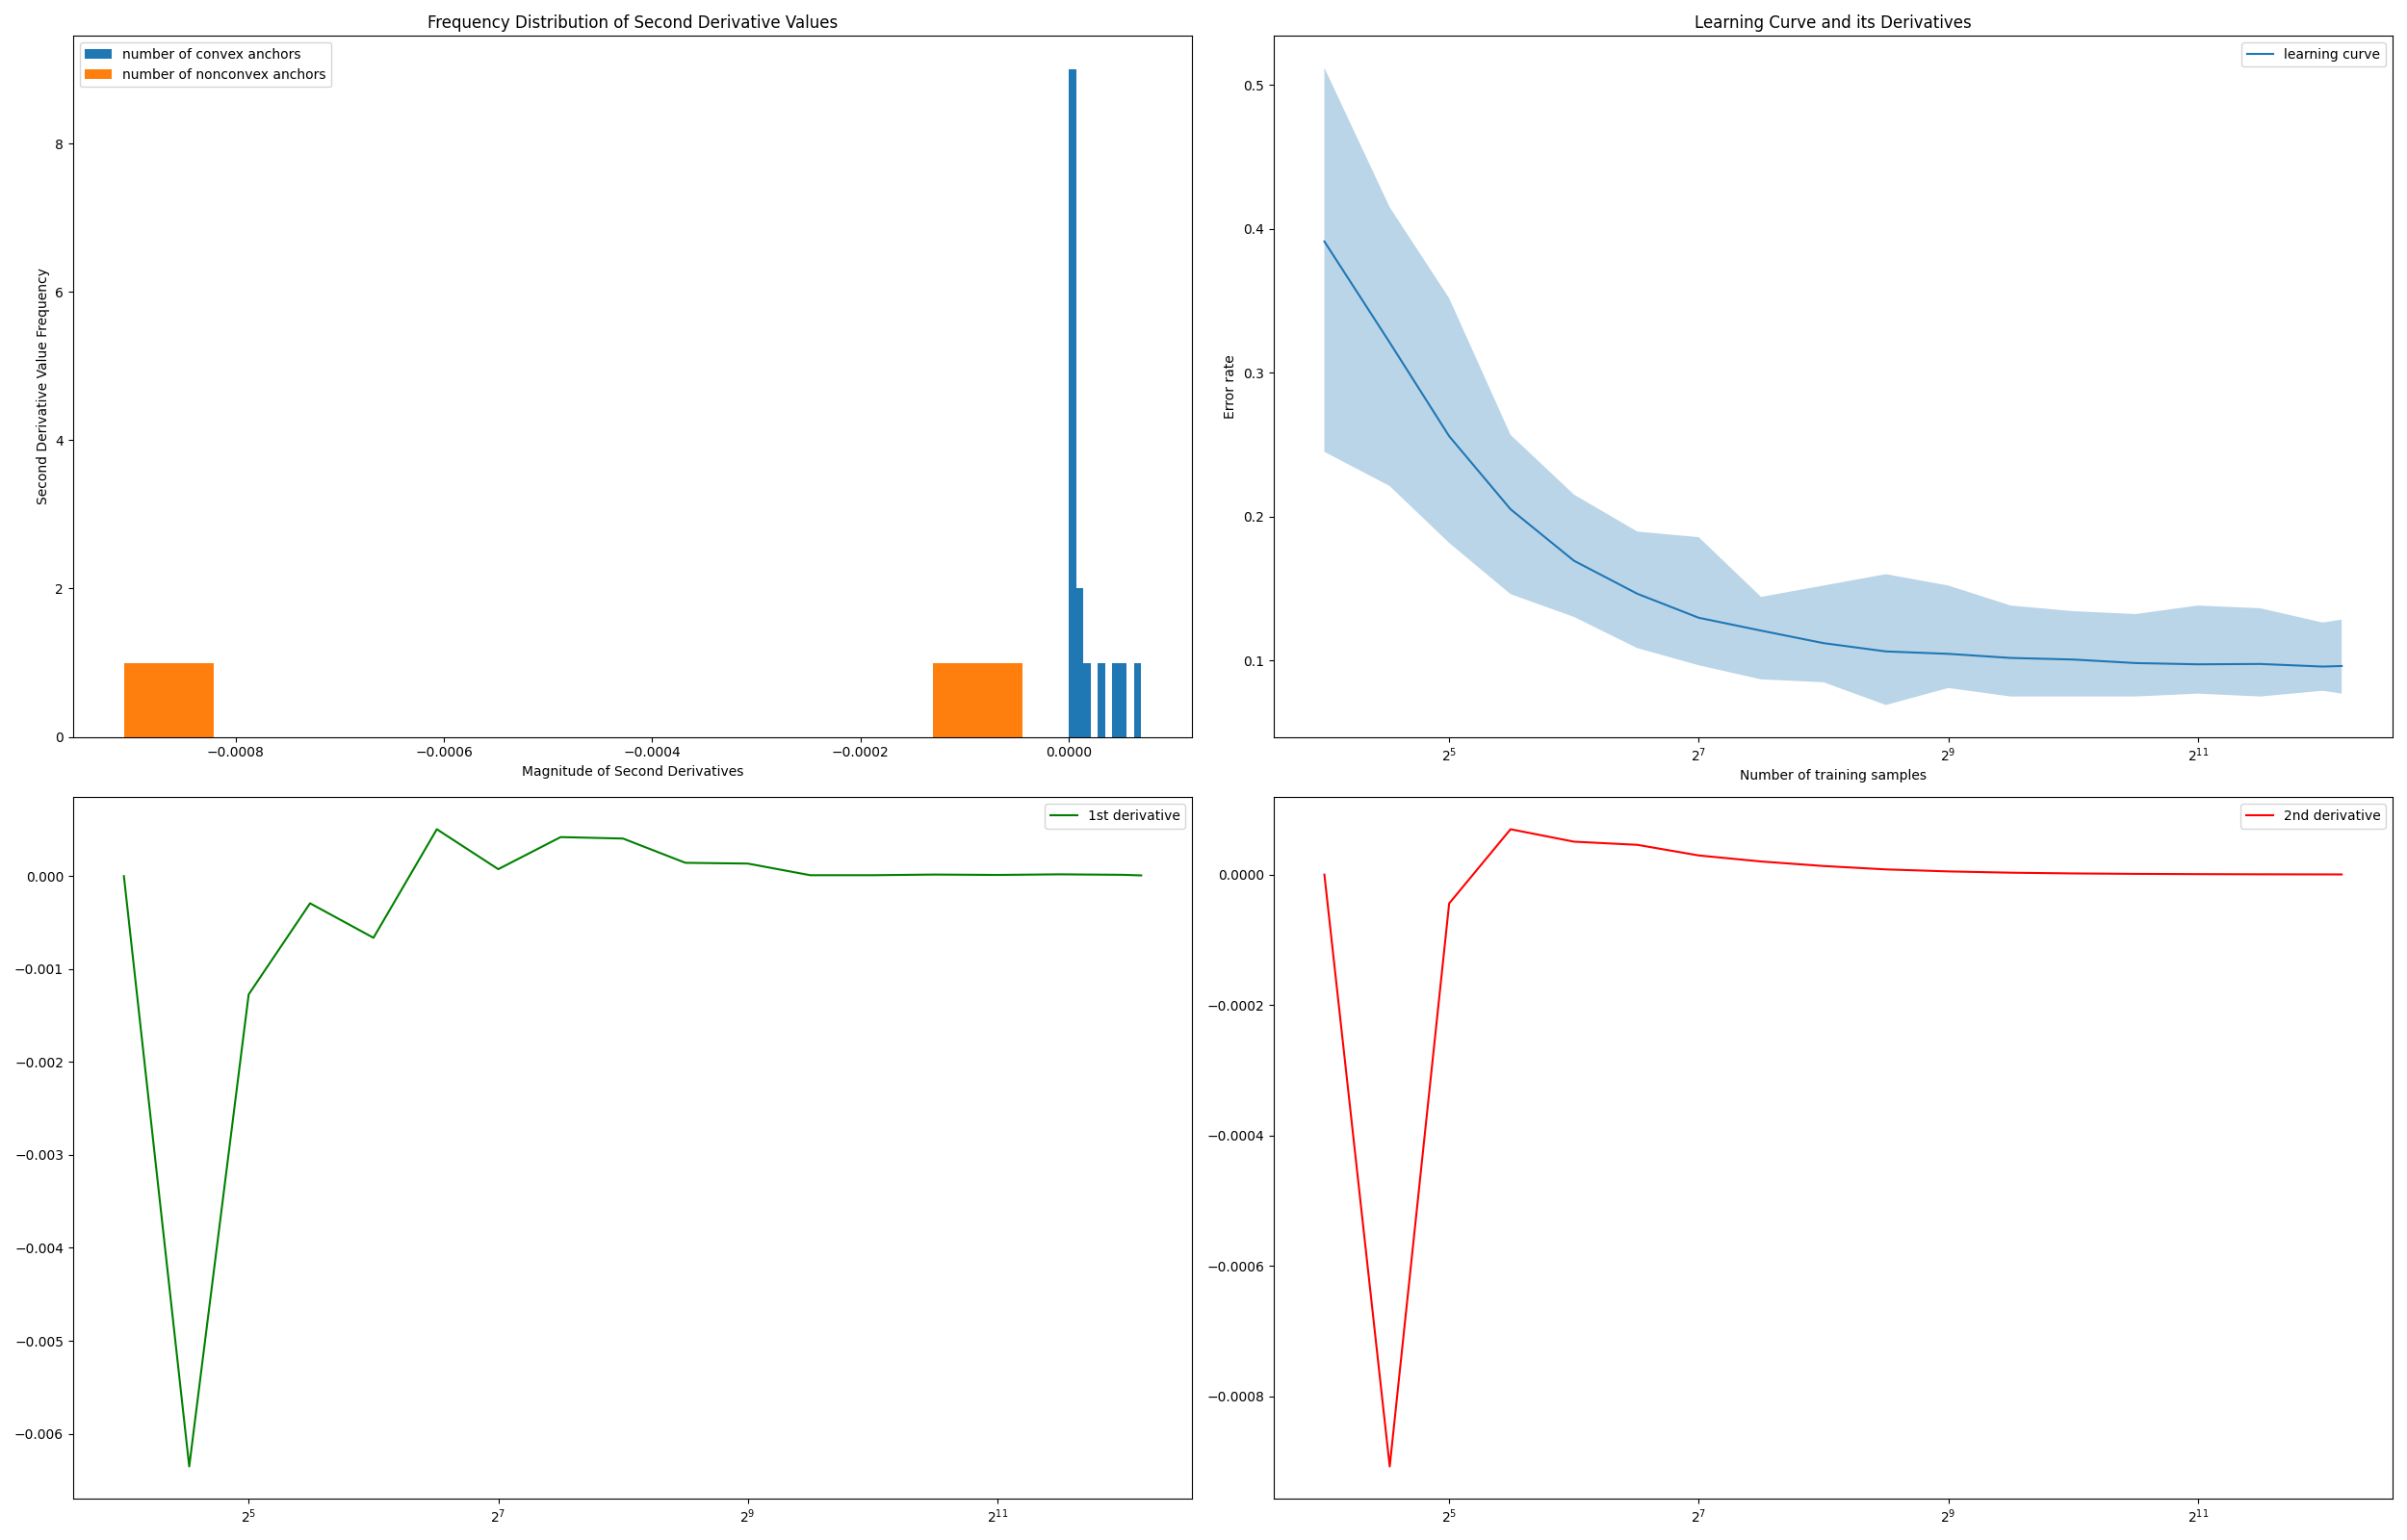 Frequency Distribution of Second Derivative Values
number of convex anchors
number of nonconvex anchors
Second Derivative Value Frequency
8
6
4
2
0
−0.0008 −0.0006 −0.0004 −0.0002 0.0000
Magnitude of Second Derivatives
Learning Curve and its Derivatives
learning curve
Error rate
0.5
0.4
0.3
0.2
0.1
2⁵ 2⁷ 2⁹ 2¹¹
Number of training samples
1st derivative
0.000
−0.001
−0.002
−0.003
−0.004
−0.005
−0.006
2⁵ 2⁷ 2⁹ 2¹¹
2nd derivative
0.0000
−0.0002
−0.0004
−0.0006
−0.0008
2⁵ 2⁷ 2⁹ 2¹¹